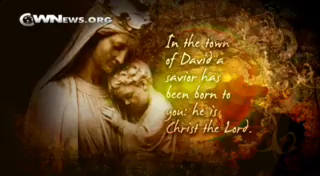 CWNEWS.ORG
In the town
of David a
savior has
been born to
you; he is
Christ the Lord.